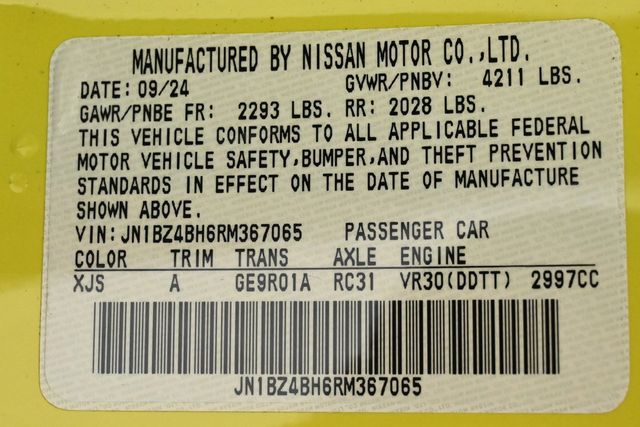 MANUFACTURED BY NISSAN MOTOR CO.,LTD.
DATE: 09/24 GVWR/PNBV: 4211 LBS.
GAWR/PNBE FR: 2293 LBS. RR: 2028 LBS.
THIS VEHICLE CONFORMS TO ALL APPLICABLE FEDERAL
MOTOR VEHICLE SAFETY,BUMPER,AND THEFT PREVENTION
STANDARDS IN EFFECT ON THE DATE OF MANUFACTURE
SHOWN ABOVE.
VIN:JN1BZ4BH6RM367065 PASSENGER CAR
COLOR TRIM TRANS AXLE ENGINE
XJS A GE9R01A RC31 VR30(DDTT) 2997CC
JN1BZ4BH6RM367065